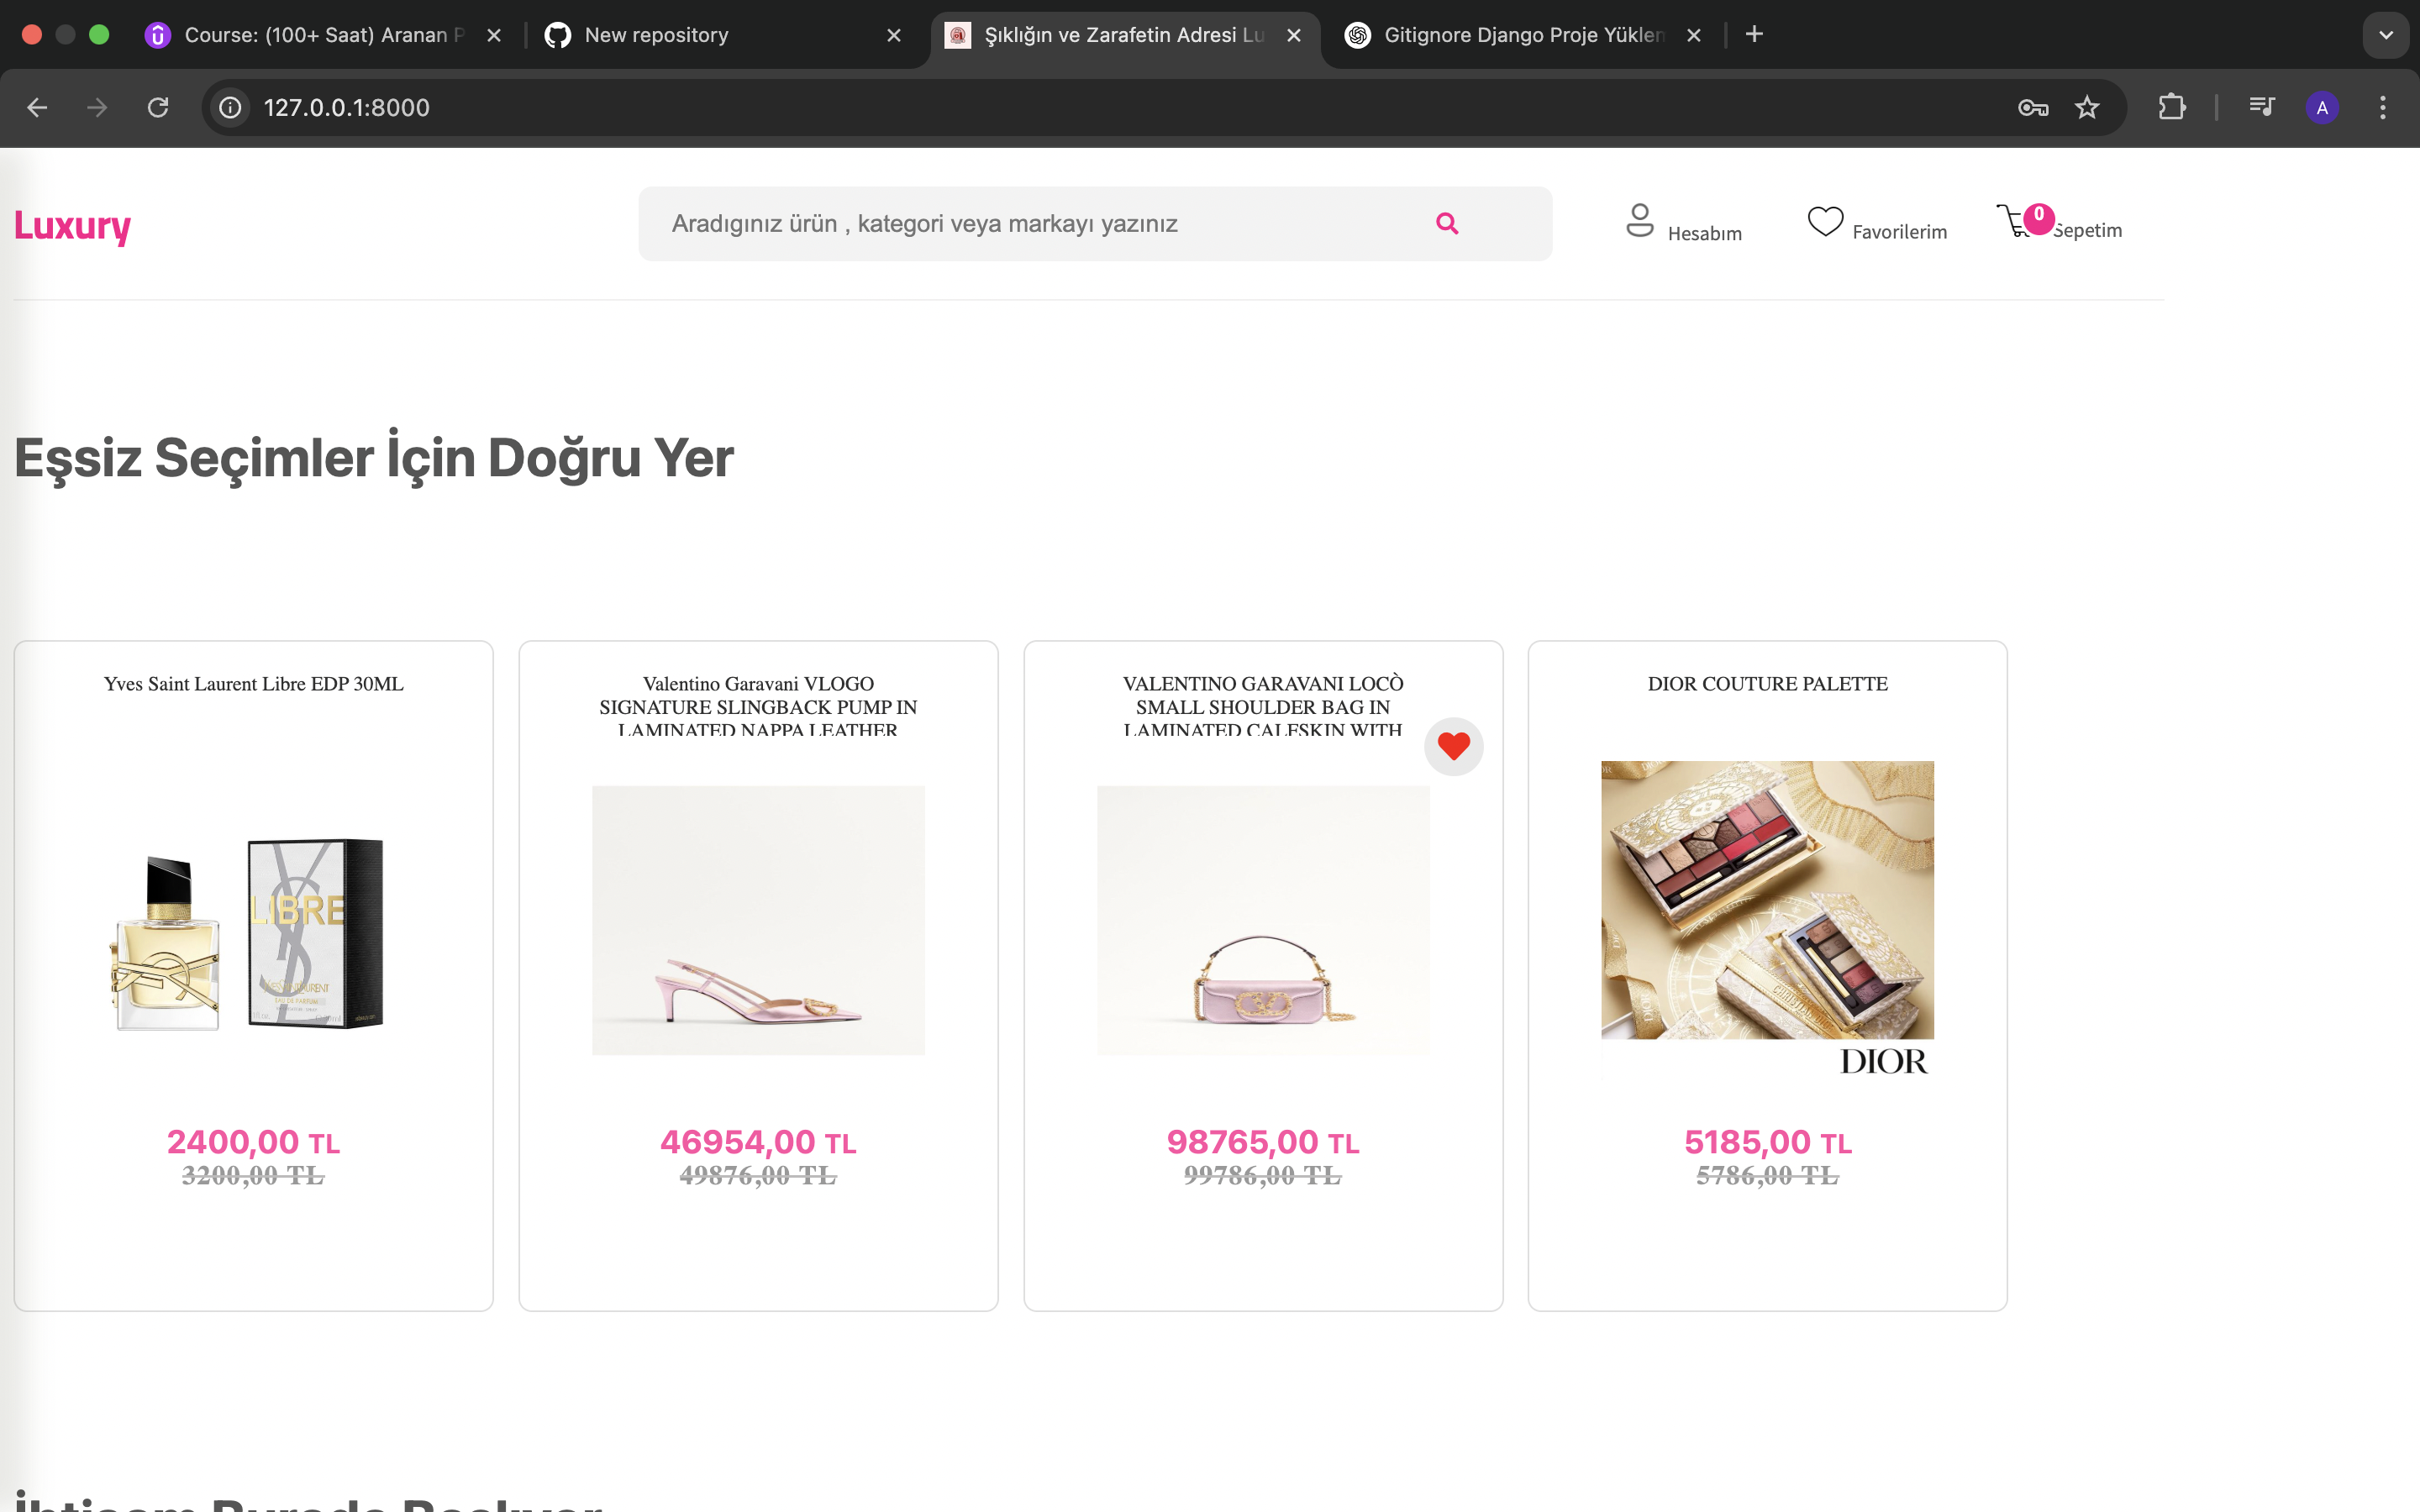 Course: (100+ Saat) Aranan P
New repository
Şıklığın ve Zarafetin Adresi Lu
Gitignore Django Proje Yüklen
127.0.0.1:8000
A
Luxury
Aradıgınız ürün , kategori veya markayı yazınız
Hesabım
Favorilerim
0
Sepetim
Eşsiz Seçimler İçin Doğru Yer
Yves Saint Laurent Libre EDP 30ML
LIBRE
YVES SAINT LAURENT
EAU DE PARFUM
2400,00 TL
3200,00 TL
Valentino Garavani VLOGO
SIGNATURE SLINGBACK PUMP IN
LAMINATED NAPPA LEATHER
46954,00 TL
49876,00 TL
VALENTINO GARAVANI LOCÒ
SMALL SHOULDER BAG IN
LAMINATED CALFSKIN WITH
98765,00 TL
99786,00 TL
DIOR COUTURE PALETTE
DIOR
5185,00 TL
5786,00 TL